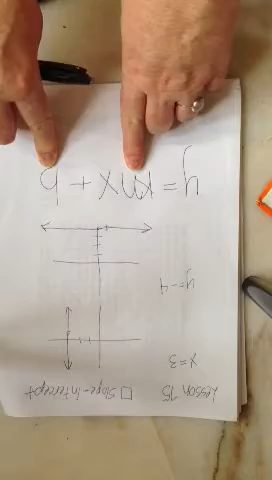 Lesson 75 □ Slope-Intercept
x=3
y=-4
y = mx + b